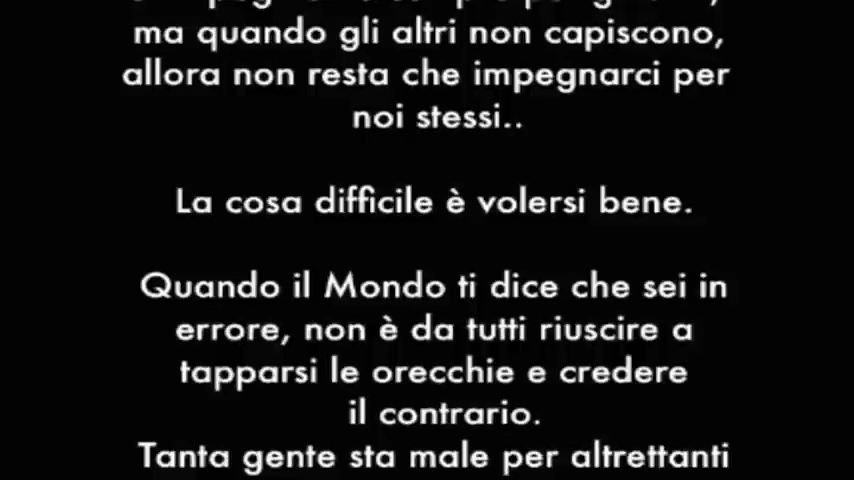 ma quando gli altri non capiscono,
allora non resta che impegnarci per
noi stessi..
La cosa difficile è volersi bene.
Quando il Mondo ti dice che sei in
errore, non è da tutti riuscire a
tapparsi le orecchie e credere
il contrario.
Tanta gente sta male per altrettanti